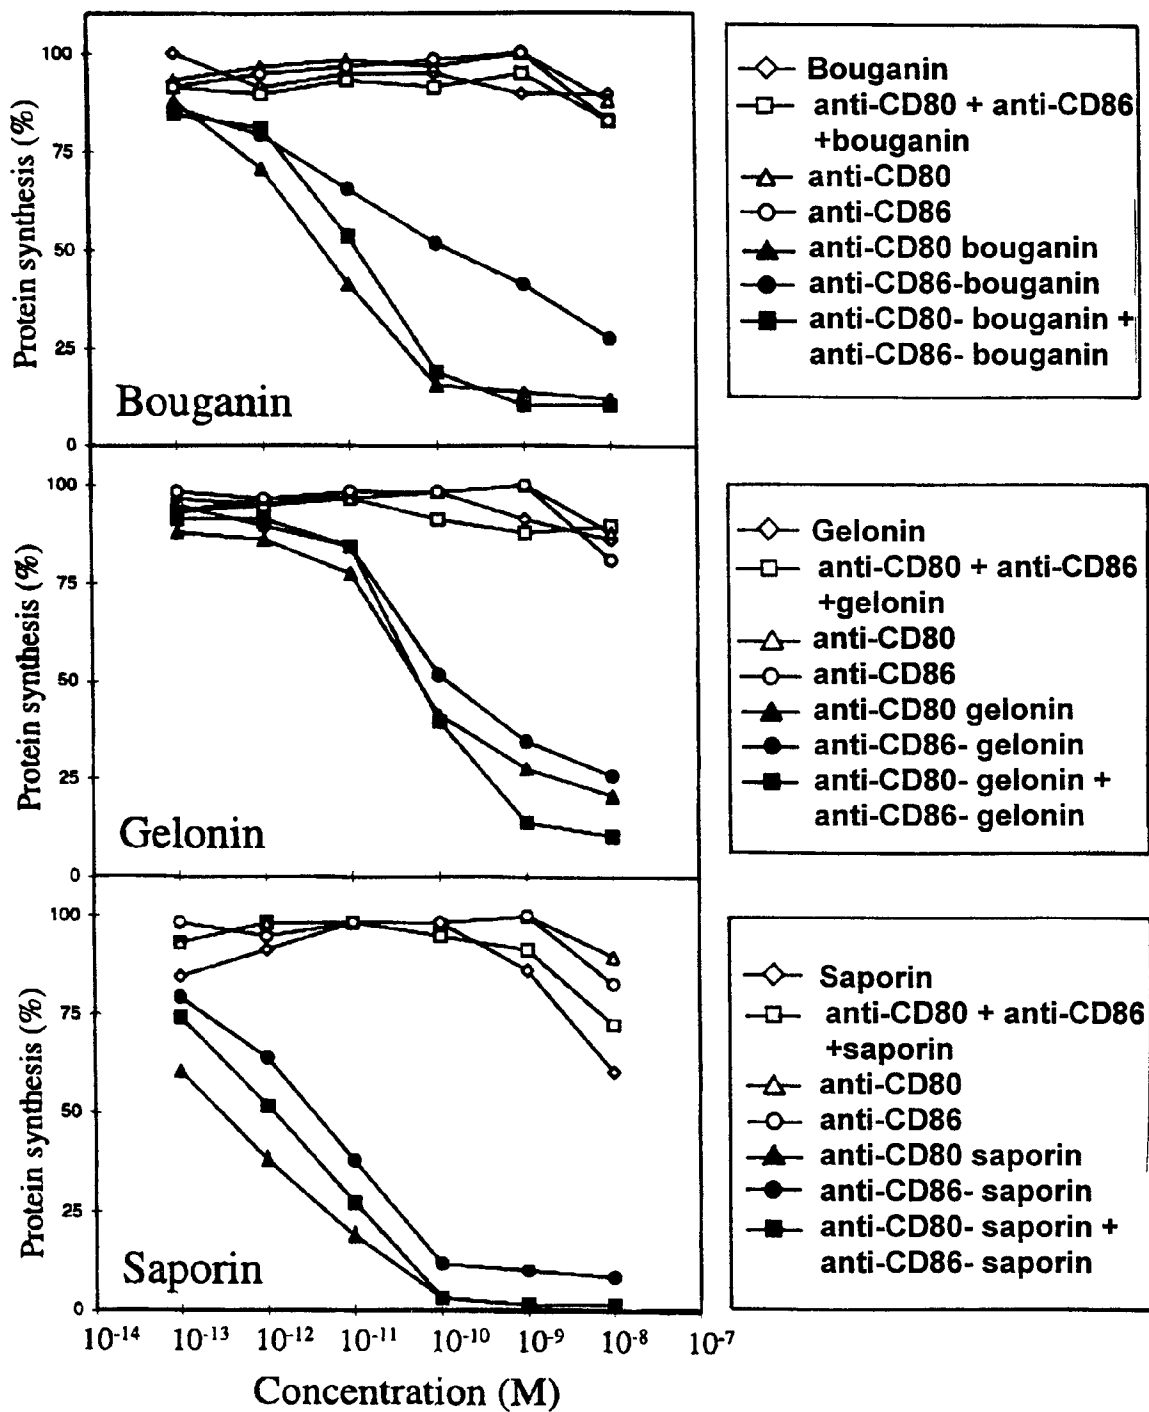 Protein synthesis (%)
100
75
50
25
0
Bouganin
Bouganin
anti-CD80 + anti-CD86
+bouganin
anti-CD80
anti-CD86
anti-CD80 bouganin
anti-CD86-bouganin
anti-CD80- bouganin +
anti-CD86- bouganin
Protein synthesis (%)
100
75
50
25
0
Gelonin
Gelonin
anti-CD80 + anti-CD86
+gelonin
anti-CD80
anti-CD86
anti-CD80 gelonin
anti-CD86- gelonin
anti-CD80- gelonin +
anti-CD86- gelonin
Protein synthesis (%)
100
75
50
25
0
Saporin
Saporin
anti-CD80 + anti-CD86
+saporin
anti-CD80
anti-CD86
anti-CD80 saporin
anti-CD86- saporin
anti-CD80- saporin +
anti-CD86- saporin
10⁻¹⁴ 10⁻¹³ 10⁻¹² 10⁻¹¹ 10⁻¹⁰ 10⁻⁹ 10⁻⁸ 10⁻⁷
Concentration (M)